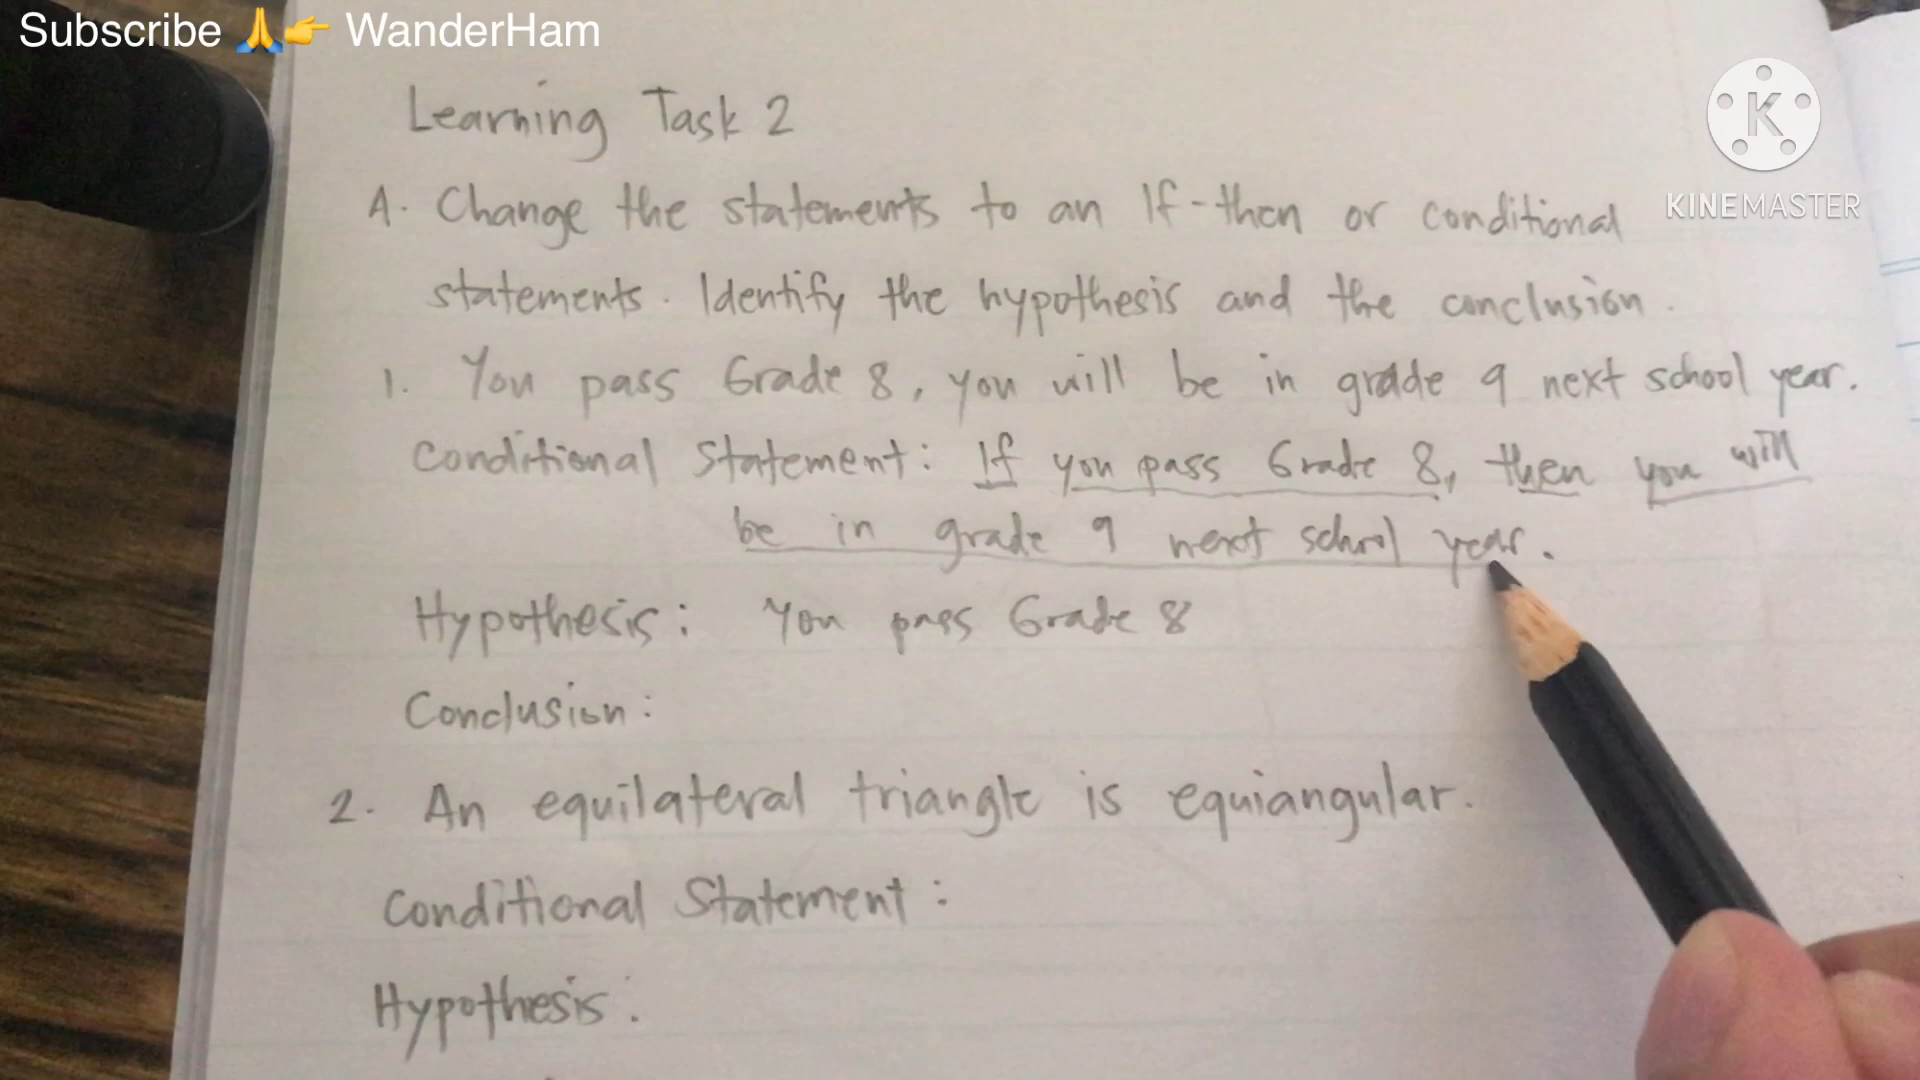 Subscribe 🙏👉 WanderHam
KINEMASTER
Learning Task 2
A. Change the statements to an If-then or conditional
statements. Identify the hypothesis and the conclusion.
1. You pass Grade 8, you will be in grade 9 next school year.
Conditional Statement: If you pass Grade 8, then you will
be in grade 9 next school year.
Hypothesis: You pass Grade 8
Conclusion:
2. An equilateral triangle is equiangular.
Conditional Statement:
Hypothesis: